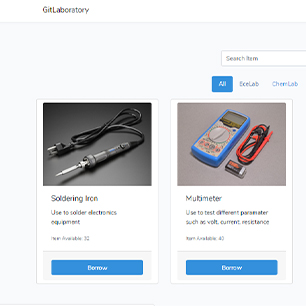 GitLaboratory
Search Item
All EceLab ChemLab
Soldering Iron
Use to solder electronics
equipment
Item Available: 32
Borrow
Multimeter
Use to test different parameter
such as volt, current, resistance
Item Available: 40
Borrow